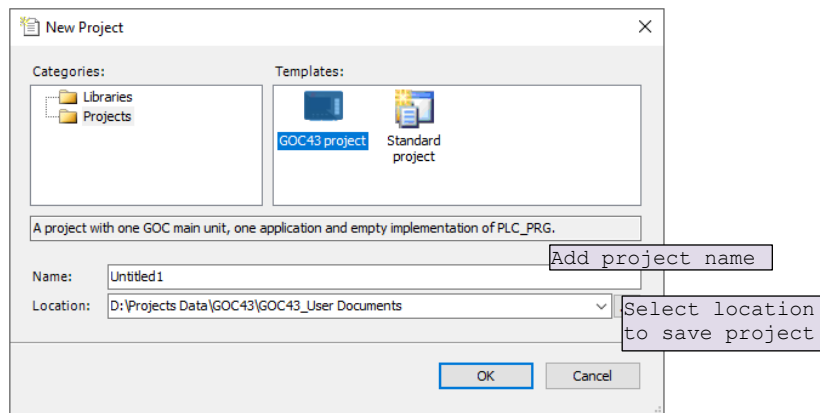 New Project
Categories:
Templates:
Libraries
Projects
GOC43 project
Standard
project
A project with one GOC main unit, one application and empty implementation of PLC_PRG.
Add project name
Name:
Untitled1
Location:
D:\Projects Data\GOC43\GOC43_User Documents
Select location
to save project
OK
Cancel